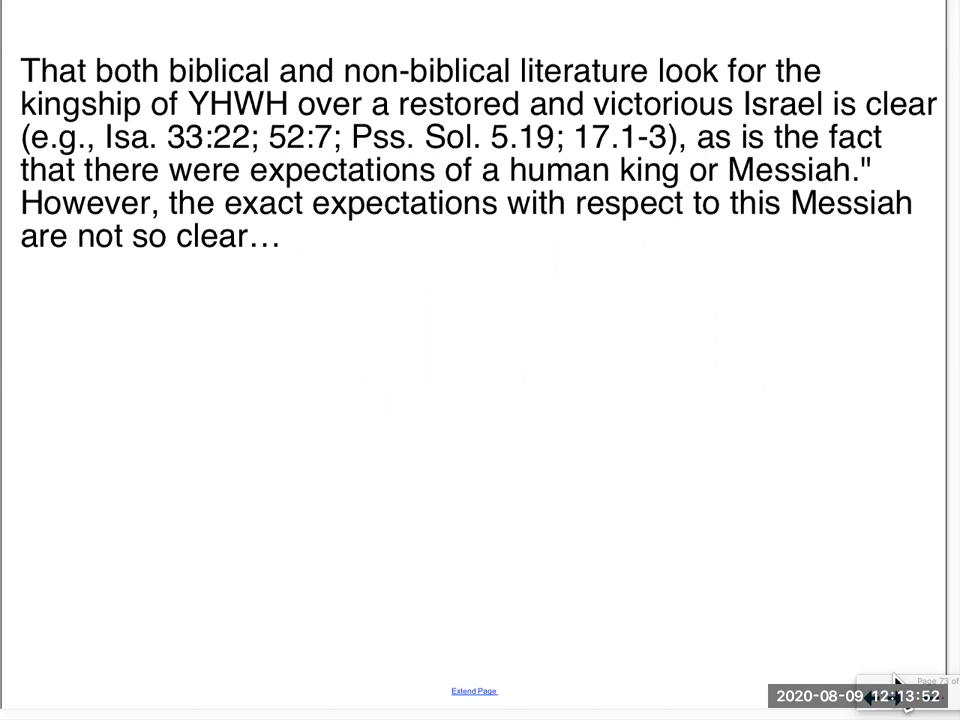 That both biblical and non-biblical literature look for the
kingship of YHWH over a restored and victorious Israel is clear
(e.g., Isa. 33:22; 52:7; Pss. Sol. 5.19; 17.1-3), as is the fact
that there were expectations of a human king or Messiah."
However, the exact expectations with respect to this Messiah
are not so clear…
Extend Page
Page 73 of
2020-08-09 12:13:52